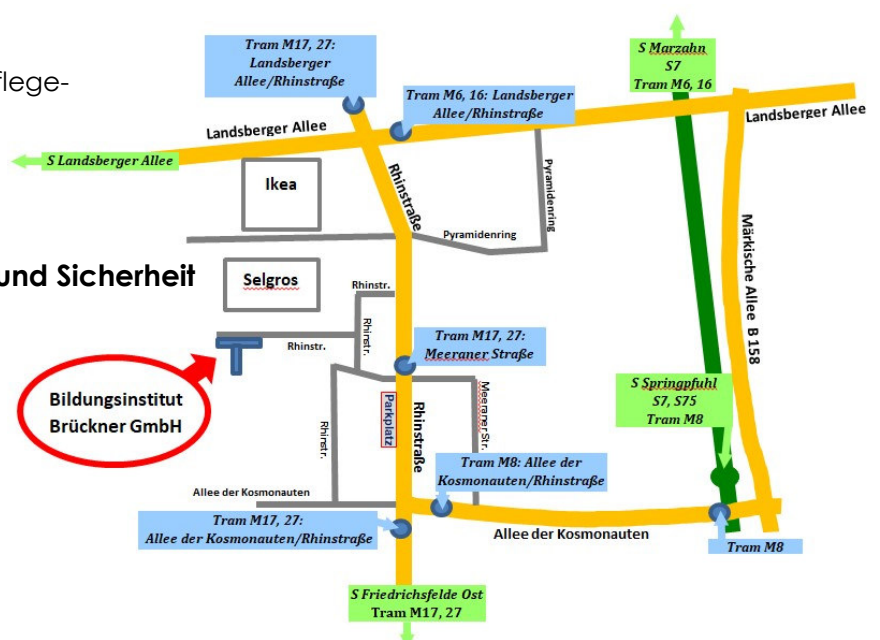 flege-
und Sicherheit
Tram M17, 27:
Landsberger
Allee/Rhinstraße
Tram M6, 16: Landsberger
Allee/Rhinstraße
S Marzahn
S7
Tram M6, 16
Landsberger Allee
Landsberger Allee
S Landsberger Allee
Ikea
Rhinstraße
Pyramidenring
Pyramidenring
Märkische Allee B 158
Selgros
Rhinstr.
Rhinstr.
Rhinstr.
Tram M17, 27:
Meeraner Straße
Bildungsinstitut
Brückner GmbH
Rhinstr.
Parkplatz
Rhinstraße
Meeraner Str.
S Springpfuhl
S7, S75
Tram M8
Tram M8: Allee der
Kosmonauten/Rhinstraße
Allee der Kosmonauten
Tram M17, 27:
Allee der Kosmonauten/Rhinstraße
Allee der Kosmonauten
Tram M8
S Friedrichsfelde Ost
Tram M17, 27